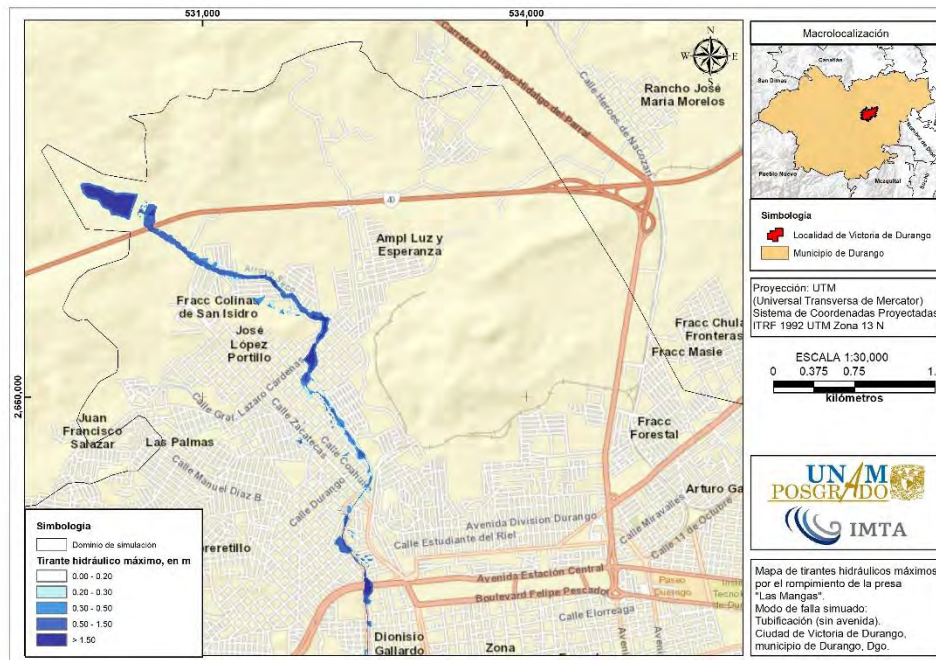 531,000
534,000
N
W E
S
Carretera Durango-Hidalgo del Parral
Calle Heroes de Nacozari
Rancho José
Maria Morelos
40
Ampl Luz y
Esperanza
Arroyo
Fracc Colinas
de San Isidro
José
López
Portillo
Fracc Chula
Fronteras
Fracc Masie
2,660,000
Calle Gral. Lazaro Cardenas
Juan
Francisco
Salazar
Las Palmas
Calle Zacatecas
Calle Coahuila
Calle Manuel Diaz B.
Calle Durango
Fracc
Forestal
Arturo Ga
Calle Miravalles
Calle 11 de Octubre
Avenida Division Durango
Calle Estudiante del Riel
Avenida Estación Central
Boulevard Felipe Pescador
Paseo
Durango
Calle Elorreaga
Dionisio
Gallardo
Zona
Simbología
Dominio de simulación
Tirante hidráulico máximo, en m
0.00 - 0.20
0.20 - 0.30
0.30 - 0.50
0.50 - 1.50
> 1.50
Macrolocalización
Canatlán
San Dimas
Pueblo Nuevo
Mezquital
Simbología
Localidad de Victoria de Durango
Municipio de Durango
Proyección: UTM
(Universal Transversa de Mercator)
Sistema de Coordenadas Proyectadas
ITRF 1992 UTM Zona 13 N
ESCALA 1:30,000
0 0.375 0.75 1.
kilómetros
UNAM
POSGRADO
IMTA
Mapa de tirantes hidráulicos máximos
por el rompimiento de la presa
"Las Mangas".
Modo de falla simuado:
Tubificación (sin avenida).
Ciudad de Victoria de Durango,
municipio de Durango, Dgo.